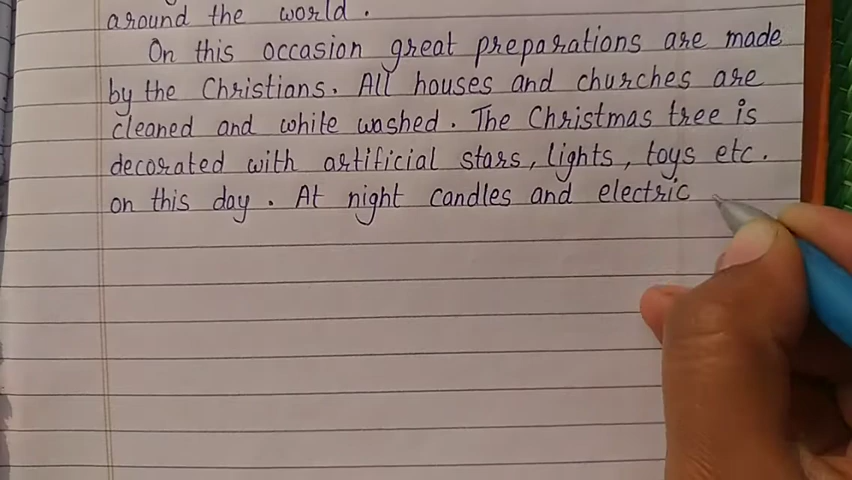 around the world.
On this occasion great preparations are made
by the Christians. All houses and churches are
cleaned and white washed. The Christmas tree is
decorated with artificial stars, lights, toys etc.
on this day. At night candles and electric